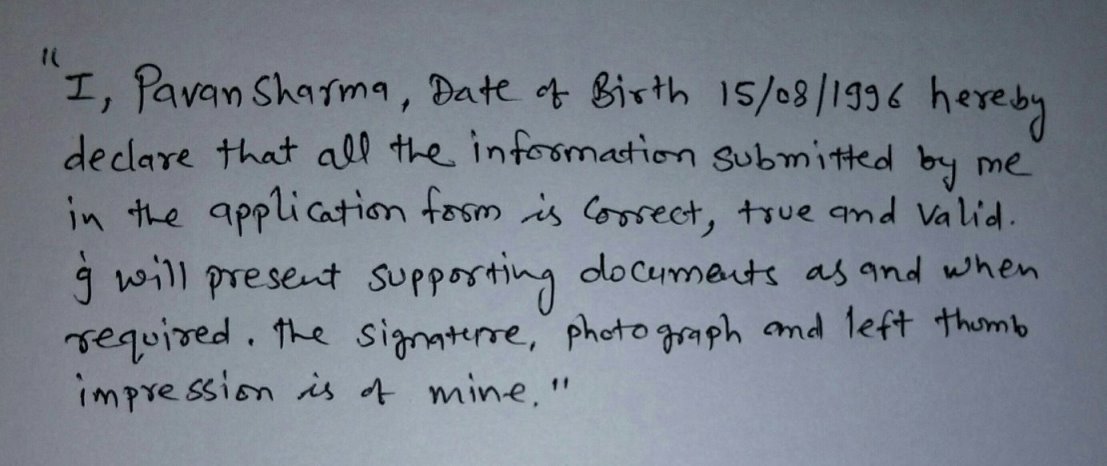 "I, Pavan Sharma, Date of Birth 15/08/1996 hereby
declare that all the information submitted by me
in the application form is Correct, true and Valid.
I will present supporting documents as and when
required. the signature, photograph and left thumb
impression is of mine."